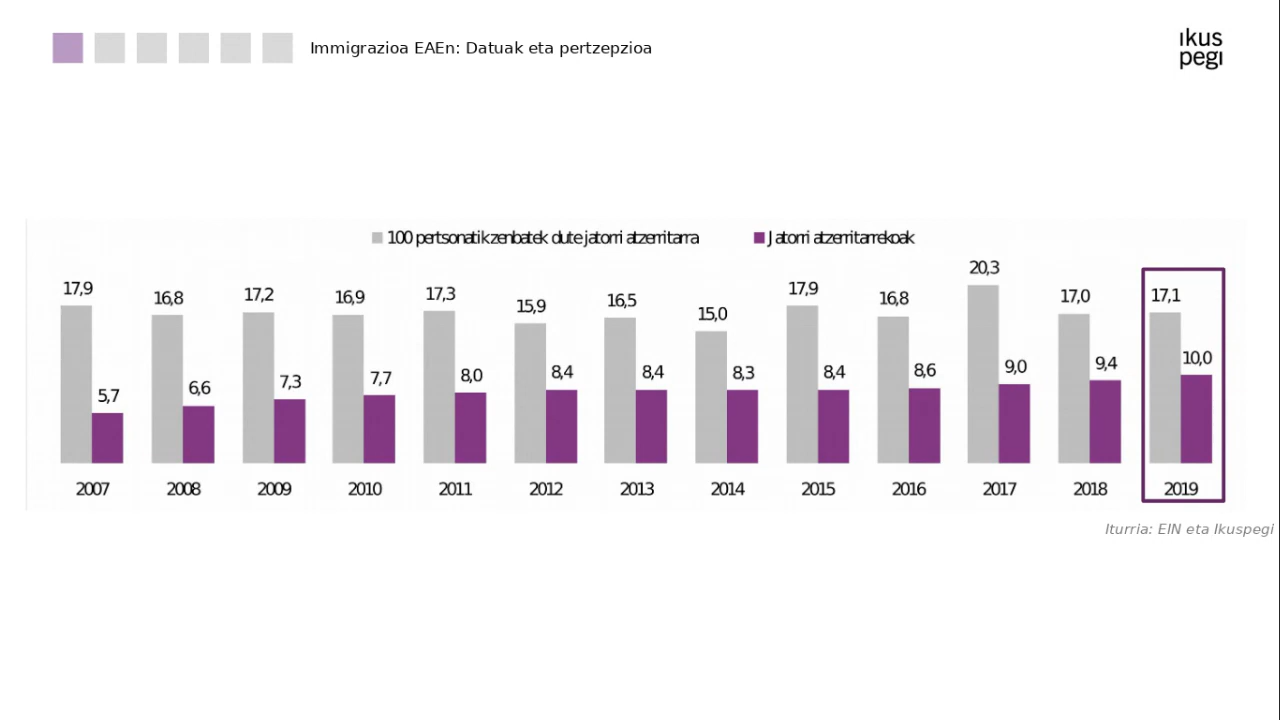 Immigrazioa EAEn: Datuak eta pertzepzioa
ikus
pegi
100 pertsonatik zenbatek dute jatorri atzerritarra
Jatorri atzerritarrekoak
17,9 5,7 16,8 6,6 17,2 7,3 16,9 7,7 17,3 8,0 15,9 8,4 16,5 8,4 15,0 8,3 17,9 8,4 16,8 8,6 20,3 9,0 17,0 9,4 17,1 10,0
2007 2008 2009 2010 2011 2012 2013 2014 2015 2016 2017 2018 2019
Iturria: EIN eta Ikuspegi